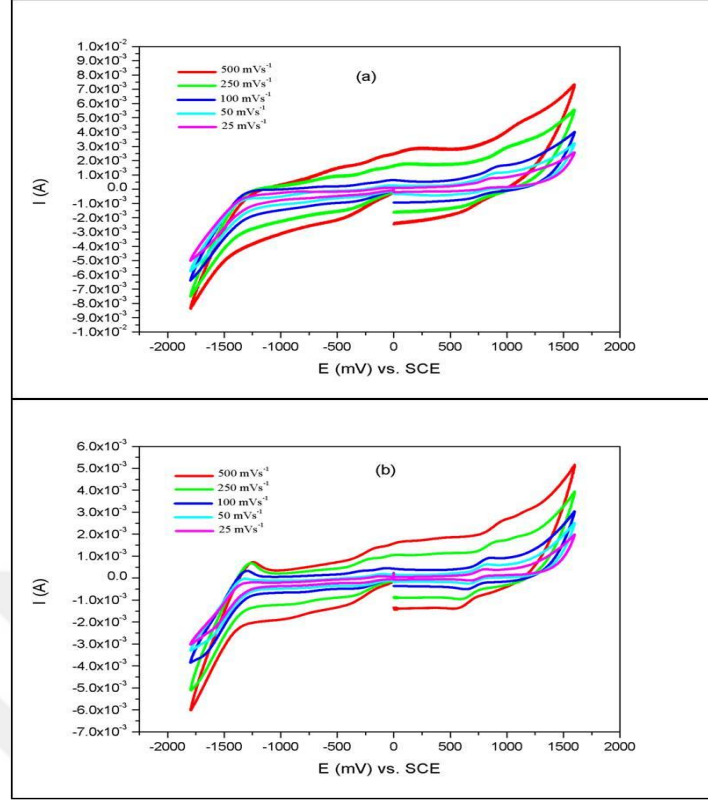 1.0x10⁻²
9.0x10⁻³
8.0x10⁻³
7.0x10⁻³
6.0x10⁻³
5.0x10⁻³
4.0x10⁻³
3.0x10⁻³
2.0x10⁻³
1.0x10⁻³
0.0
-1.0x10⁻³
-2.0x10⁻³
-3.0x10⁻³
-4.0x10⁻³
-5.0x10⁻³
-6.0x10⁻³
-7.0x10⁻³
-8.0x10⁻³
-9.0x10⁻³
-1.0x10⁻²
I (A)
500 mVs⁻¹
250 mVs⁻¹
100 mVs⁻¹
50 mVs⁻¹
25 mVs⁻¹
(a)
-2000 -1500 -1000 -500 0 500 1000 1500 2000
E (mV) vs. SCE
6.0x10⁻³
5.0x10⁻³
4.0x10⁻³
3.0x10⁻³
2.0x10⁻³
1.0x10⁻³
0.0
-1.0x10⁻³
-2.0x10⁻³
-3.0x10⁻³
-4.0x10⁻³
-5.0x10⁻³
-6.0x10⁻³
-7.0x10⁻³
I (A)
500 mVs⁻¹
250 mVs⁻¹
100 mVs⁻¹
50 mVs⁻¹
25 mVs⁻¹
(b)
-2000 -1500 -1000 -500 0 500 1000 1500 2000
E (mV) vs. SCE